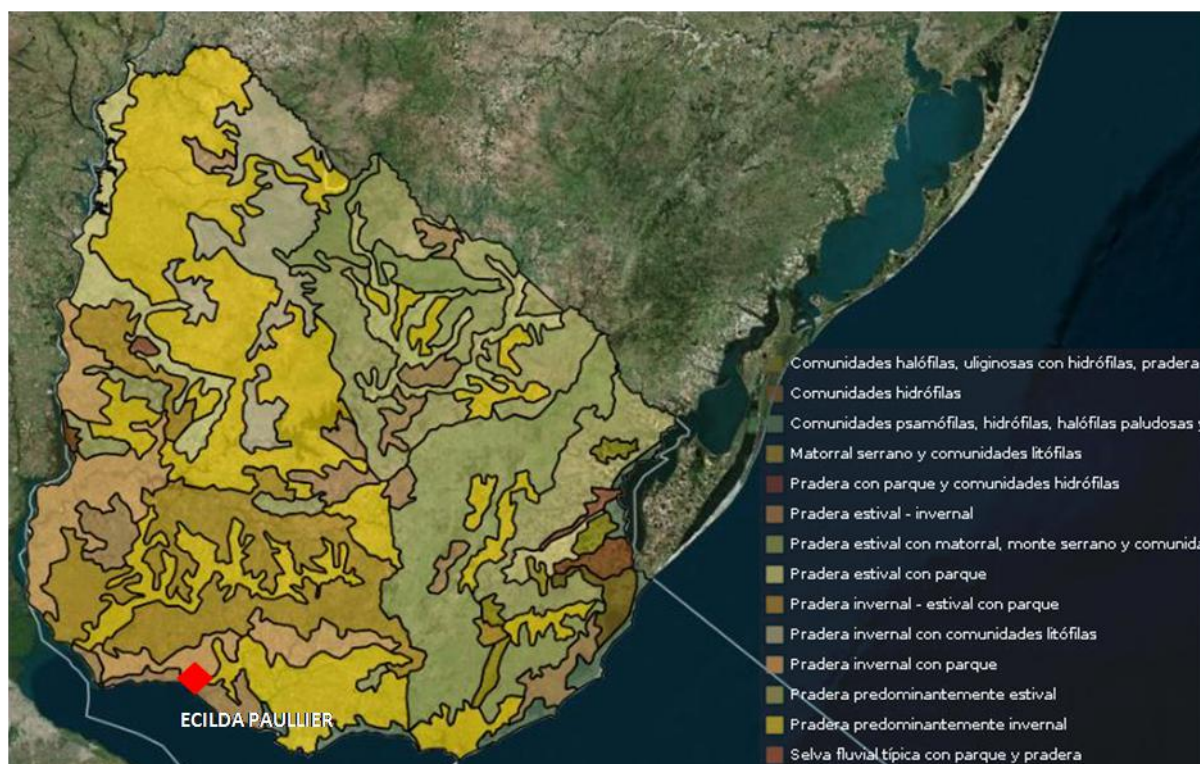 Comunidades halófilas, uliginosas con hidrófilas, pradera
Comunidades hidrófilas
Comunidades psamófilas, hidrófilas, halófilas paludosas y
Matorral serrano y comunidades litófilas
Pradera con parque y comunidades hidrófilas
Pradera estival - invernal
Pradera estival con matorral, monte serrano y comunida
Pradera estival con parque
Pradera invernal - estival con parque
Pradera invernal con comunidades litófilas
Pradera invernal con parque
Pradera predominantemente estival
Pradera predominantemente invernal
Selva fluvial típica con parque y pradera
ECILDA PAULLIER